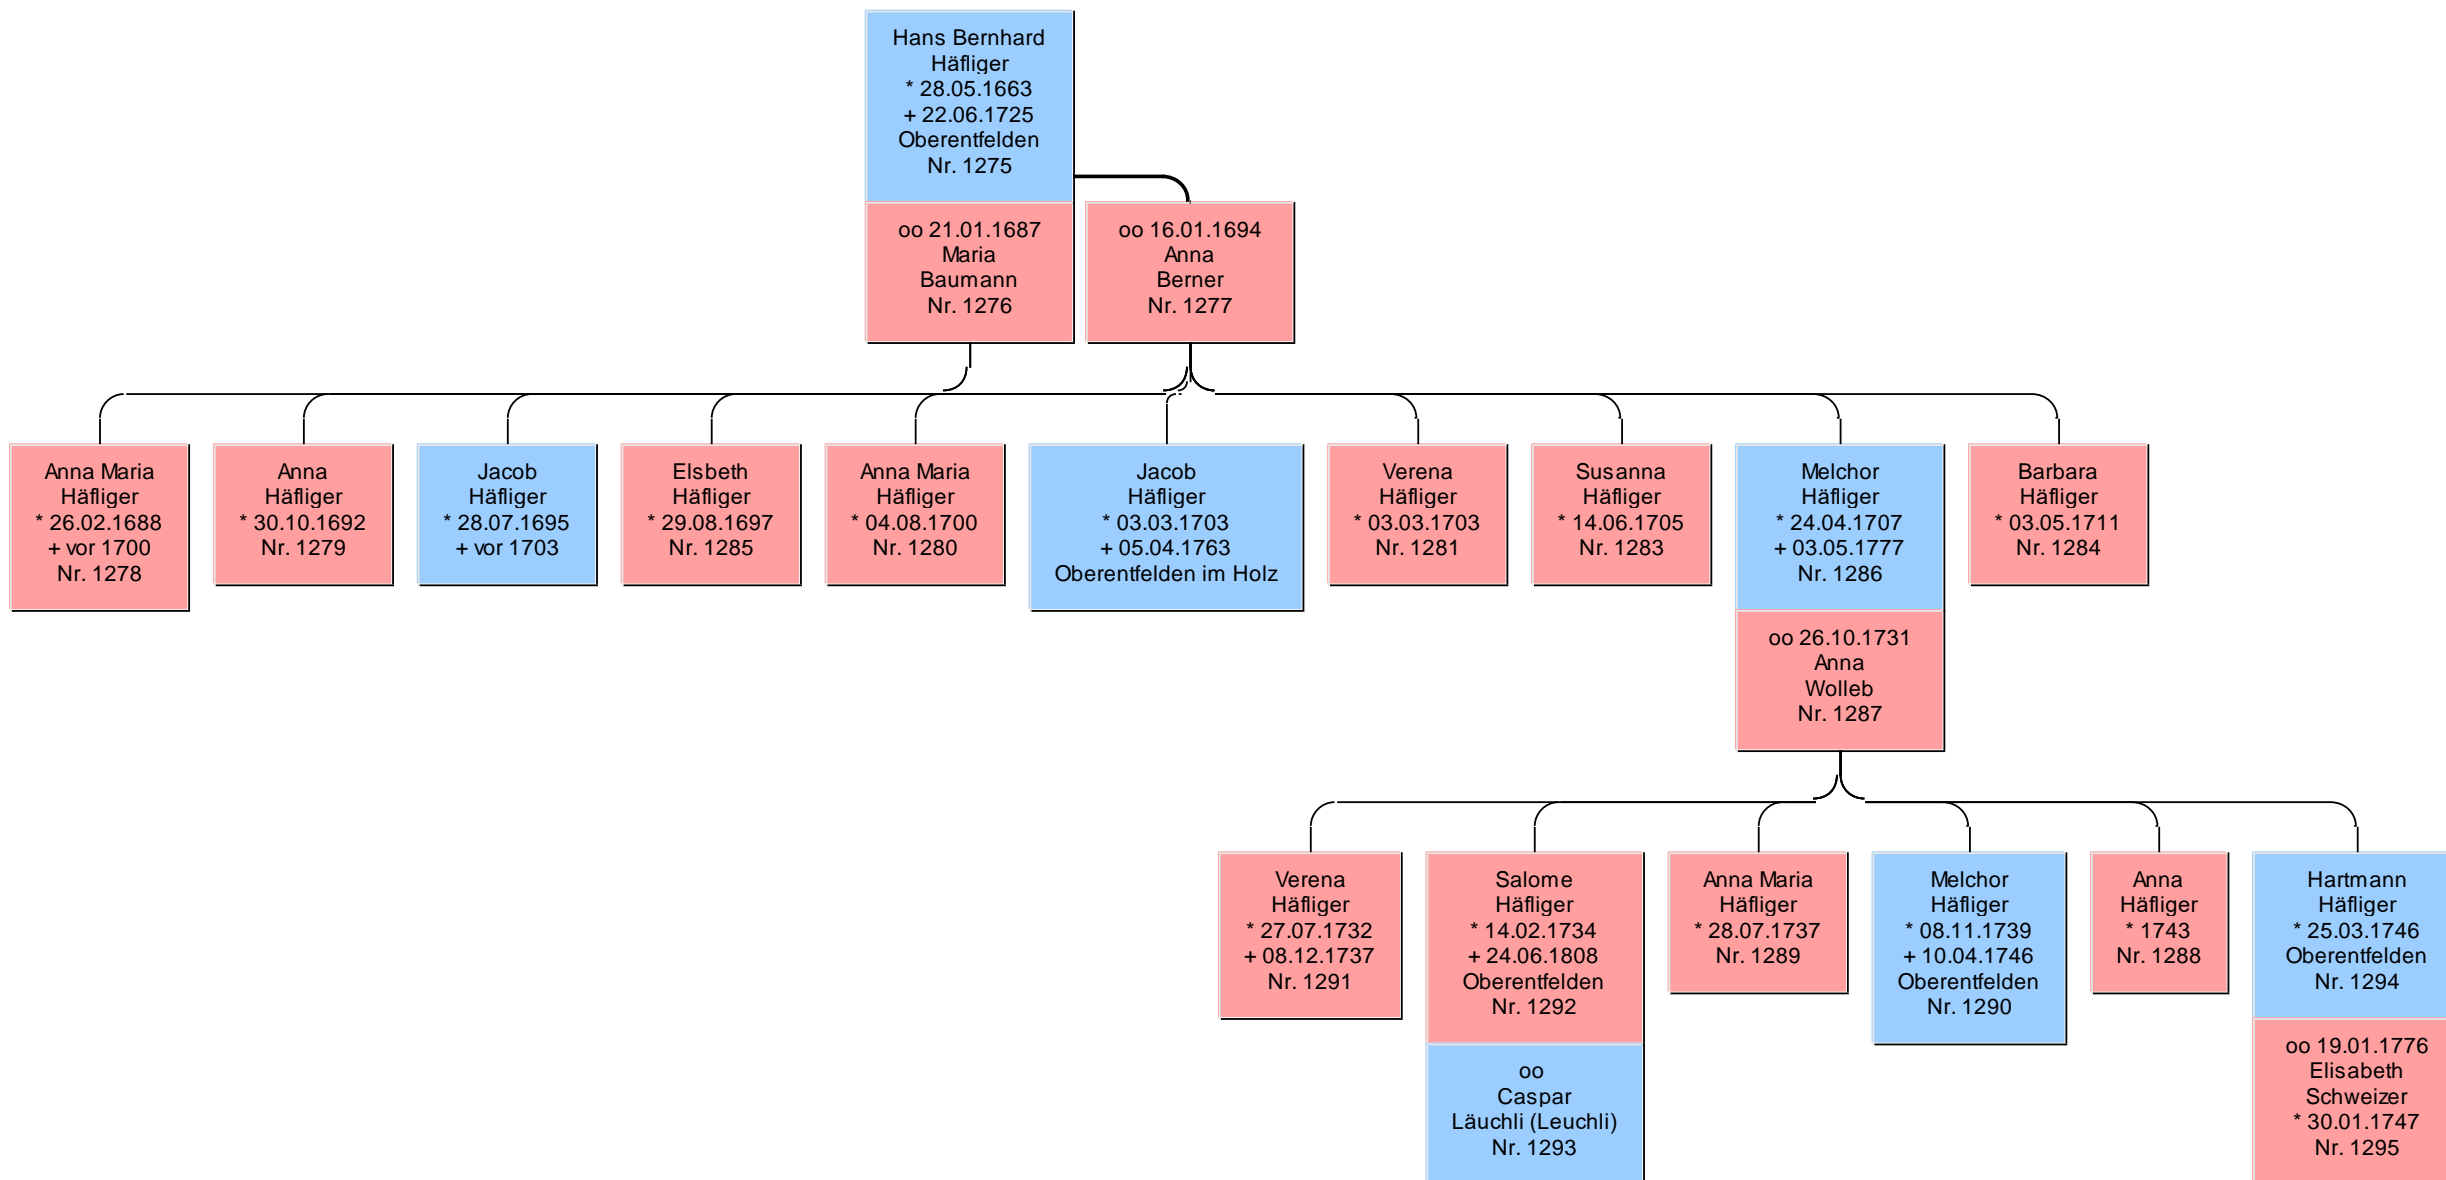 Hans Bernhard
Häfliger
* 28.05.1663
+ 22.06.1725
Oberentfelden
Nr. 1275
oo 21.01.1687
Maria
Baumann
Nr. 1276
oo 16.01.1694
Anna
Berner
Nr. 1277
Anna Maria
Häfliger
* 26.02.1688
+ vor 1700
Nr. 1278
Anna
Häfliger
* 30.10.1692
Nr. 1279
Jacob
Häfliger
* 28.07.1695
+ vor 1703
Elsbeth
Häfliger
* 29.08.1697
Nr. 1285
Anna Maria
Häfliger
* 04.08.1700
Nr. 1280
Jacob
Häfliger
* 03.03.1703
+ 05.04.1763
Oberentfelden im Holz
Verena
Häfliger
* 03.03.1703
Nr. 1281
Susanna
Häfliger
* 14.06.1705
Nr. 1283
Melchor
Häfliger
* 24.04.1707
+ 03.05.1777
Nr. 1286
oo 26.10.1731
Anna
Wolleb
Nr. 1287
Barbara
Häfliger
* 03.05.1711
Nr. 1284
Verena
Häfliger
* 27.07.1732
+ 08.12.1737
Nr. 1291
Salome
Häfliger
* 14.02.1734
+ 24.06.1808
Oberentfelden
Nr. 1292
oo
Caspar
Läuchli (Leuchli)
Nr. 1293
Anna Maria
Häfliger
* 28.07.1737
Nr. 1289
Melchor
Häfliger
* 08.11.1739
+ 10.04.1746
Oberentfelden
Nr. 1290
Anna
Häfliger
* 1743
Nr. 1288
Hartmann
Häfliger
* 25.03.1746
Oberentfelden
Nr. 1294
oo 19.01.1776
Elisabeth
Schweizer
* 30.01.1747
Nr. 1295